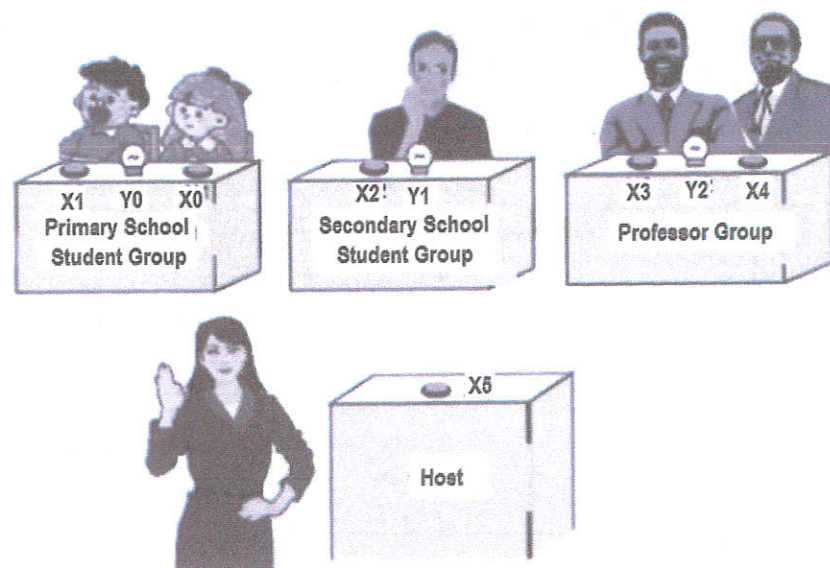 X1 Y0 X0
Primary School
Student Group
X2 Y1
Secondary School
Student Group
X3 Y2 X4
Professor Group
X5
Host